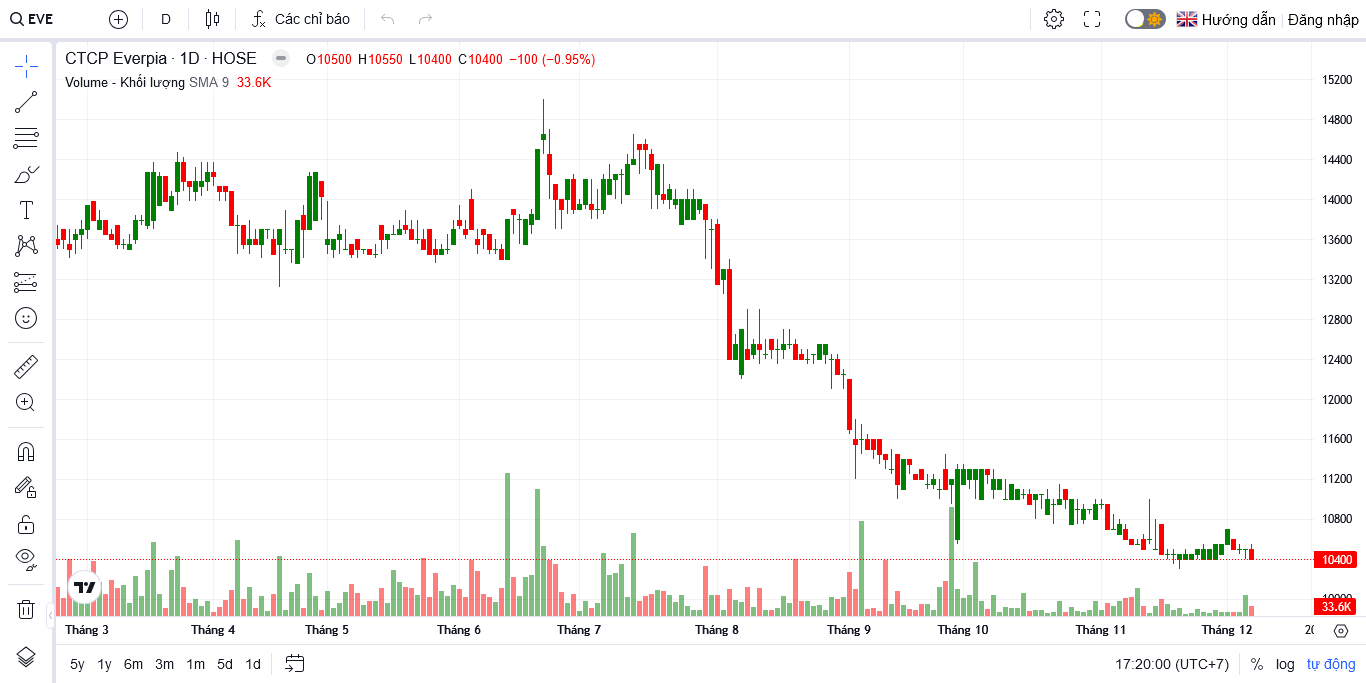 EVE D Các chỉ báo Hướng dẫn Đăng nhập
CTCP Everpia · 1D · HOSE O10500 H10550 L10400 C10400 −100 (−0.95%)
Volume - Khối lượng SMA 9 33.6K
15200
14800
14400
14000
13600
13200
12800
12400
12000
11600
11200
10800
10400
10000
33.6K
Tháng 3 Tháng 4 Tháng 5 Tháng 6 Tháng 7 Tháng 8 Tháng 9 Tháng 10 Tháng 11 Tháng 12
5y 1y 6m 3m 1m 5d 1d 17:20:00 (UTC+7) % log tự động